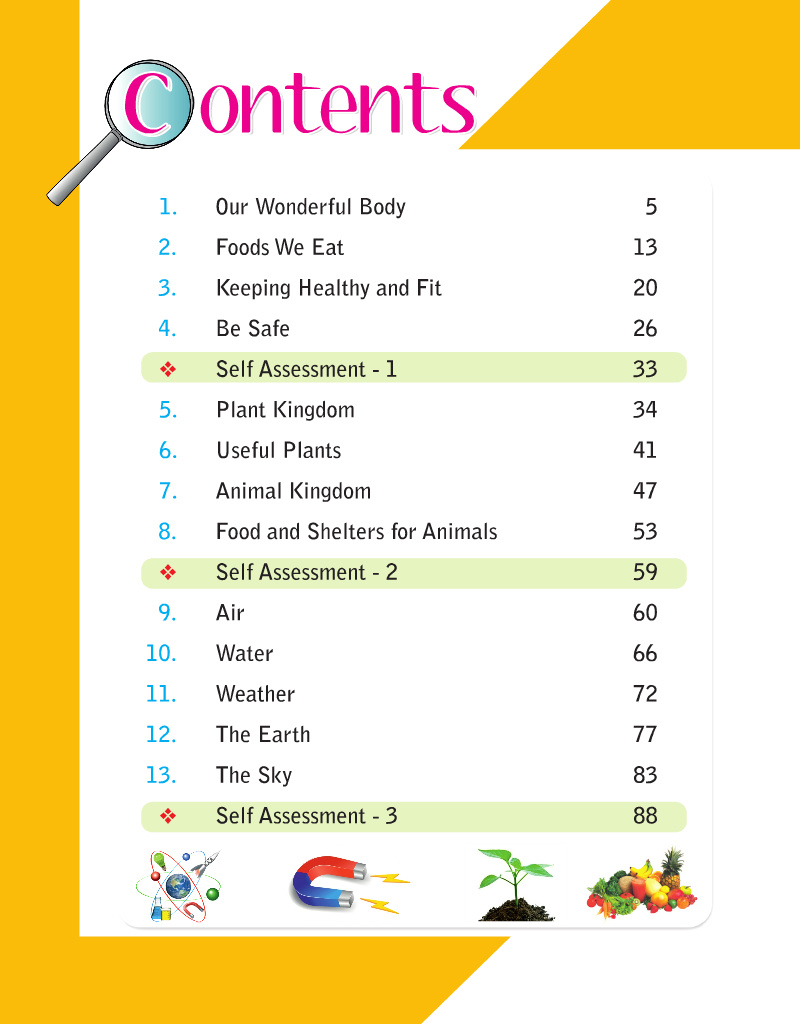 Contents
1. Our Wonderful Body 5
2. Foods We Eat 13
3. Keeping Healthy and Fit 20
4. Be Safe 26
❖ Self Assessment - 1 33
5. Plant Kingdom 34
6. Useful Plants 41
7. Animal Kingdom 47
8. Food and Shelters for Animals 53
❖ Self Assessment - 2 59
9. Air 60
10. Water 66
11. Weather 72
12. The Earth 77
13. The Sky 83
❖ Self Assessment - 3 88